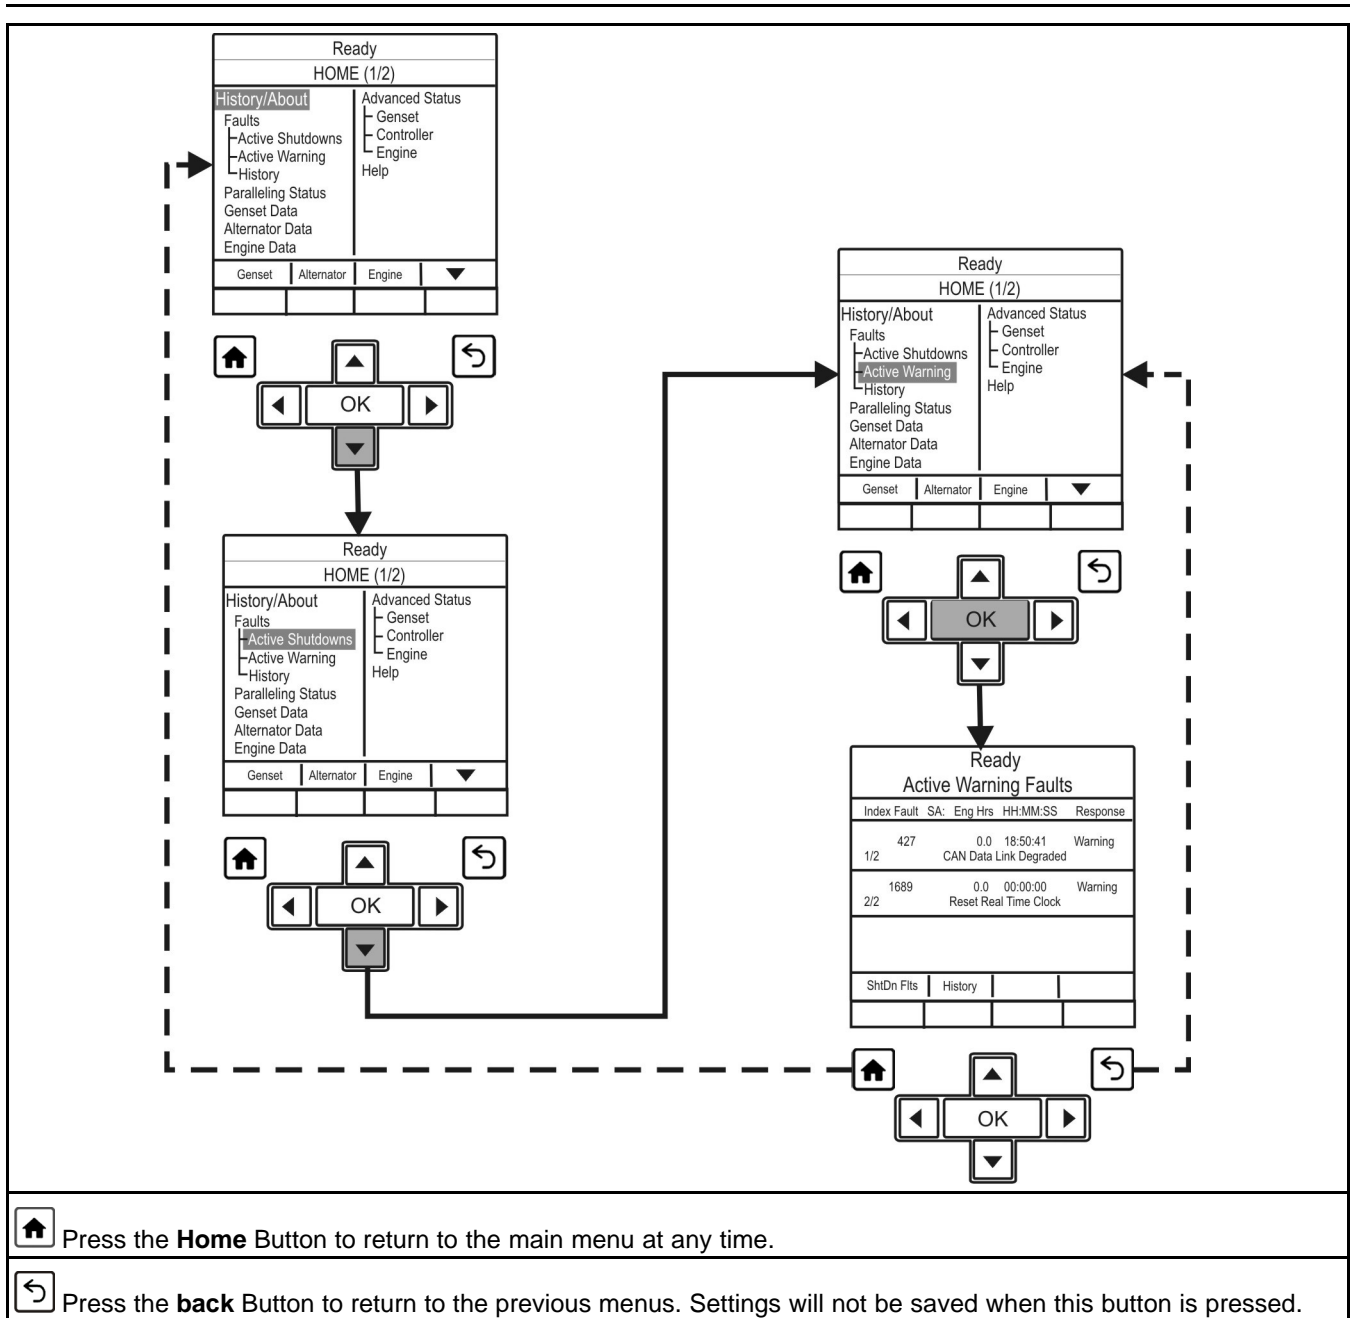 Ready
HOME (1/2)
History/About
Faults
Active Shutdowns
Active Warning
History
Paralleling Status
Genset Data
Alternator Data
Engine Data
Advanced Status
Genset
Controller
Engine
Help
Genset Alternator Engine
OK
Ready
HOME (1/2)
History/About
Faults
Active Shutdowns
Active Warning
History
Paralleling Status
Genset Data
Alternator Data
Engine Data
Advanced Status
Genset
Controller
Engine
Help
Genset Alternator Engine
OK
Ready
HOME (1/2)
History/About
Faults
Active Shutdowns
Active Warning
History
Paralleling Status
Genset Data
Alternator Data
Engine Data
Advanced Status
Genset
Controller
Engine
Help
Genset Alternator Engine
OK
Ready
Active Warning Faults
Index Fault SA: Eng Hrs HH:MM:SS Response
427 0.0 18:50:41 Warning
1/2 CAN Data Link Degraded
1689 0.0 00:00:00 Warning
2/2 Reset Real Time Clock
ShtDn Flts History
OK
Press the Home Button to return to the main menu at any time.
Press the back Button to return to the previous menus. Settings will not be saved when this button is pressed.